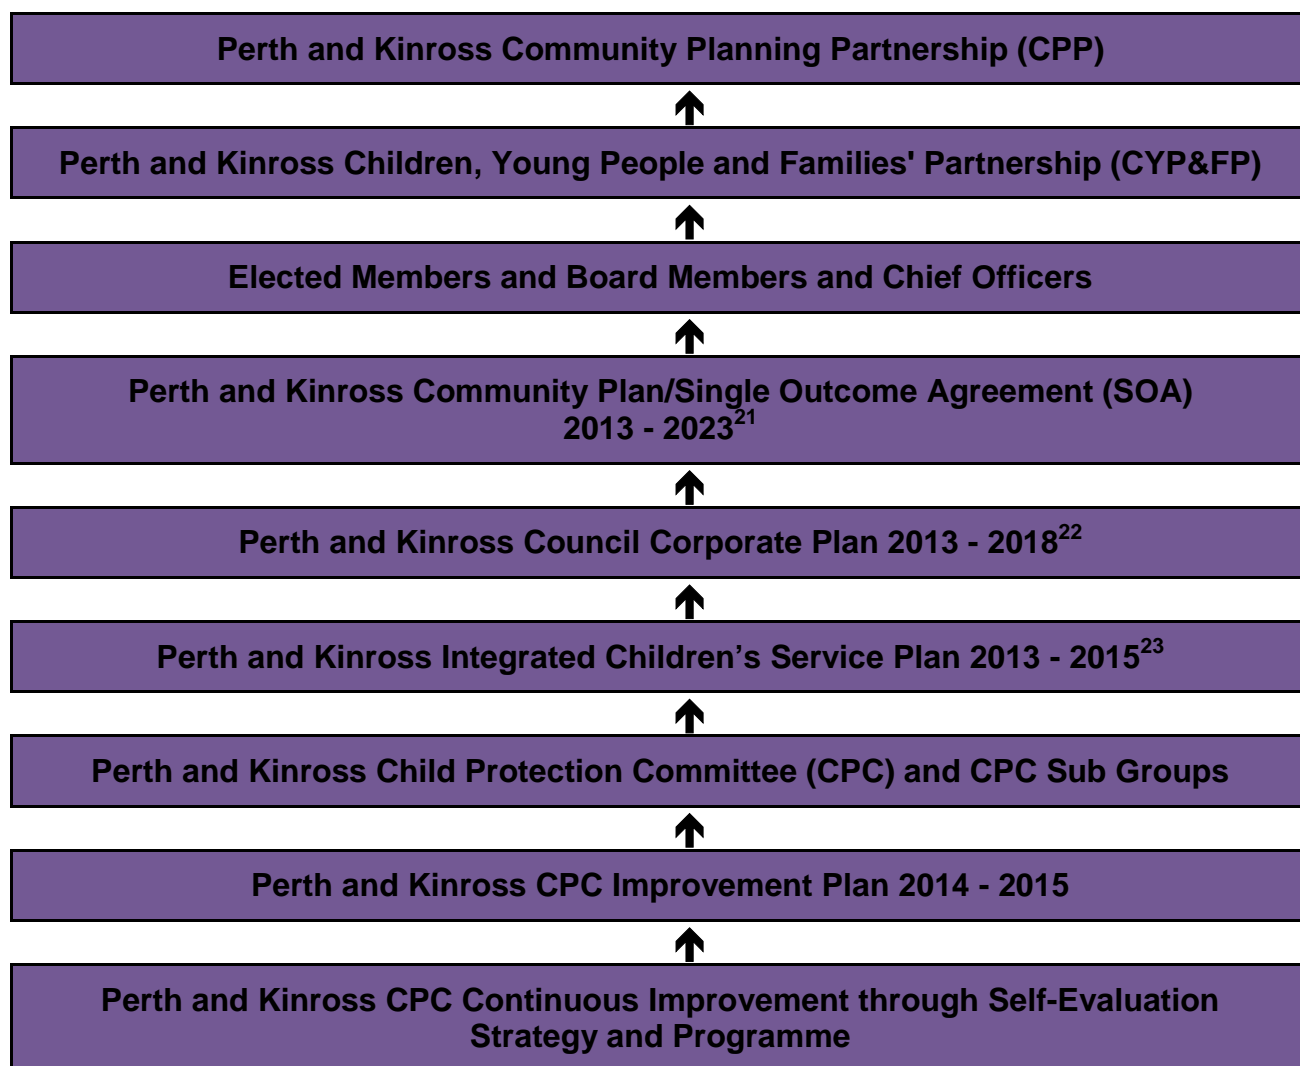 Perth and Kinross Community Planning Partnership (CPP)
Perth and Kinross Children, Young People and Families' Partnership (CYP&FP)
Elected Members and Board Members and Chief Officers
Perth and Kinross Community Plan/Single Outcome Agreement (SOA)
2013 - 2023²¹
Perth and Kinross Council Corporate Plan 2013 - 2018²²
Perth and Kinross Integrated Children’s Service Plan 2013 - 2015²³
Perth and Kinross Child Protection Committee (CPC) and CPC Sub Groups
Perth and Kinross CPC Improvement Plan 2014 - 2015
Perth and Kinross CPC Continuous Improvement through Self-Evaluation
Strategy and Programme